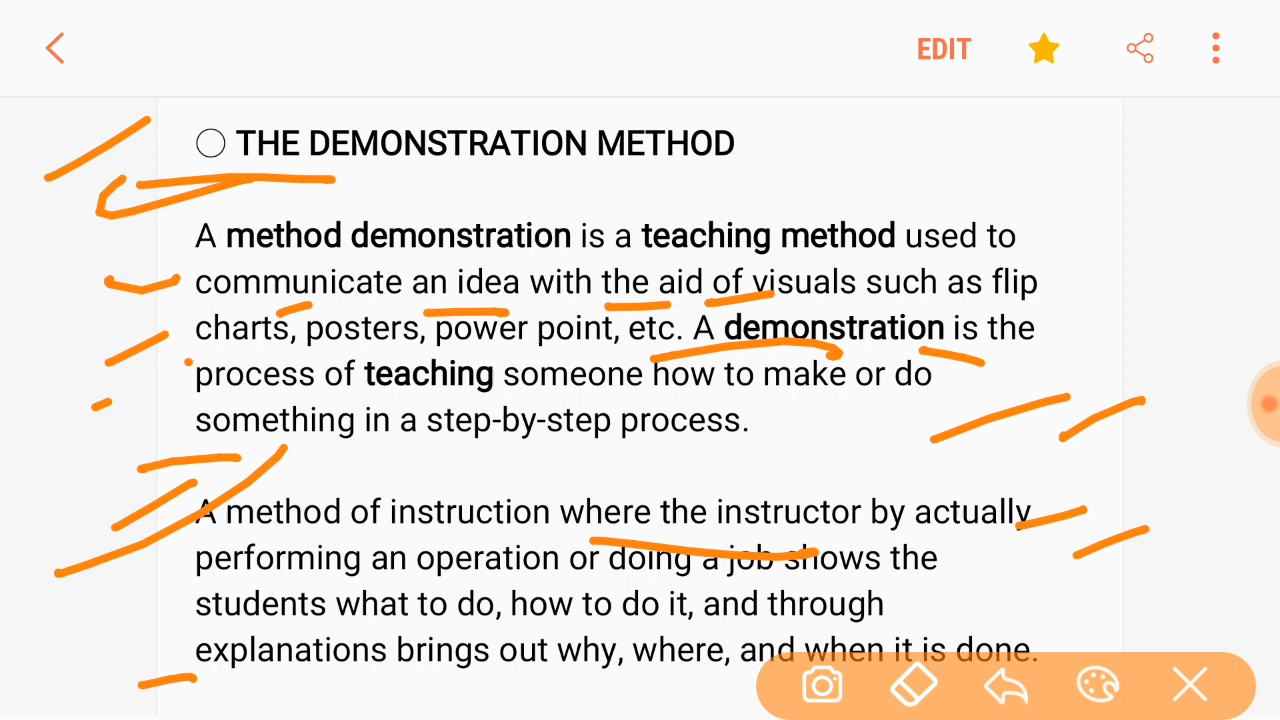 EDIT
THE DEMONSTRATION METHOD
A method demonstration is a teaching method used to
communicate an idea with the aid of visuals such as flip
charts, posters, power point, etc. A demonstration is the
process of teaching someone how to make or do
something in a step-by-step process.
A method of instruction where the instructor by actually
performing an operation or doing a job shows the
students what to do, how to do it, and through
explanations brings out why, where, and when it is done.